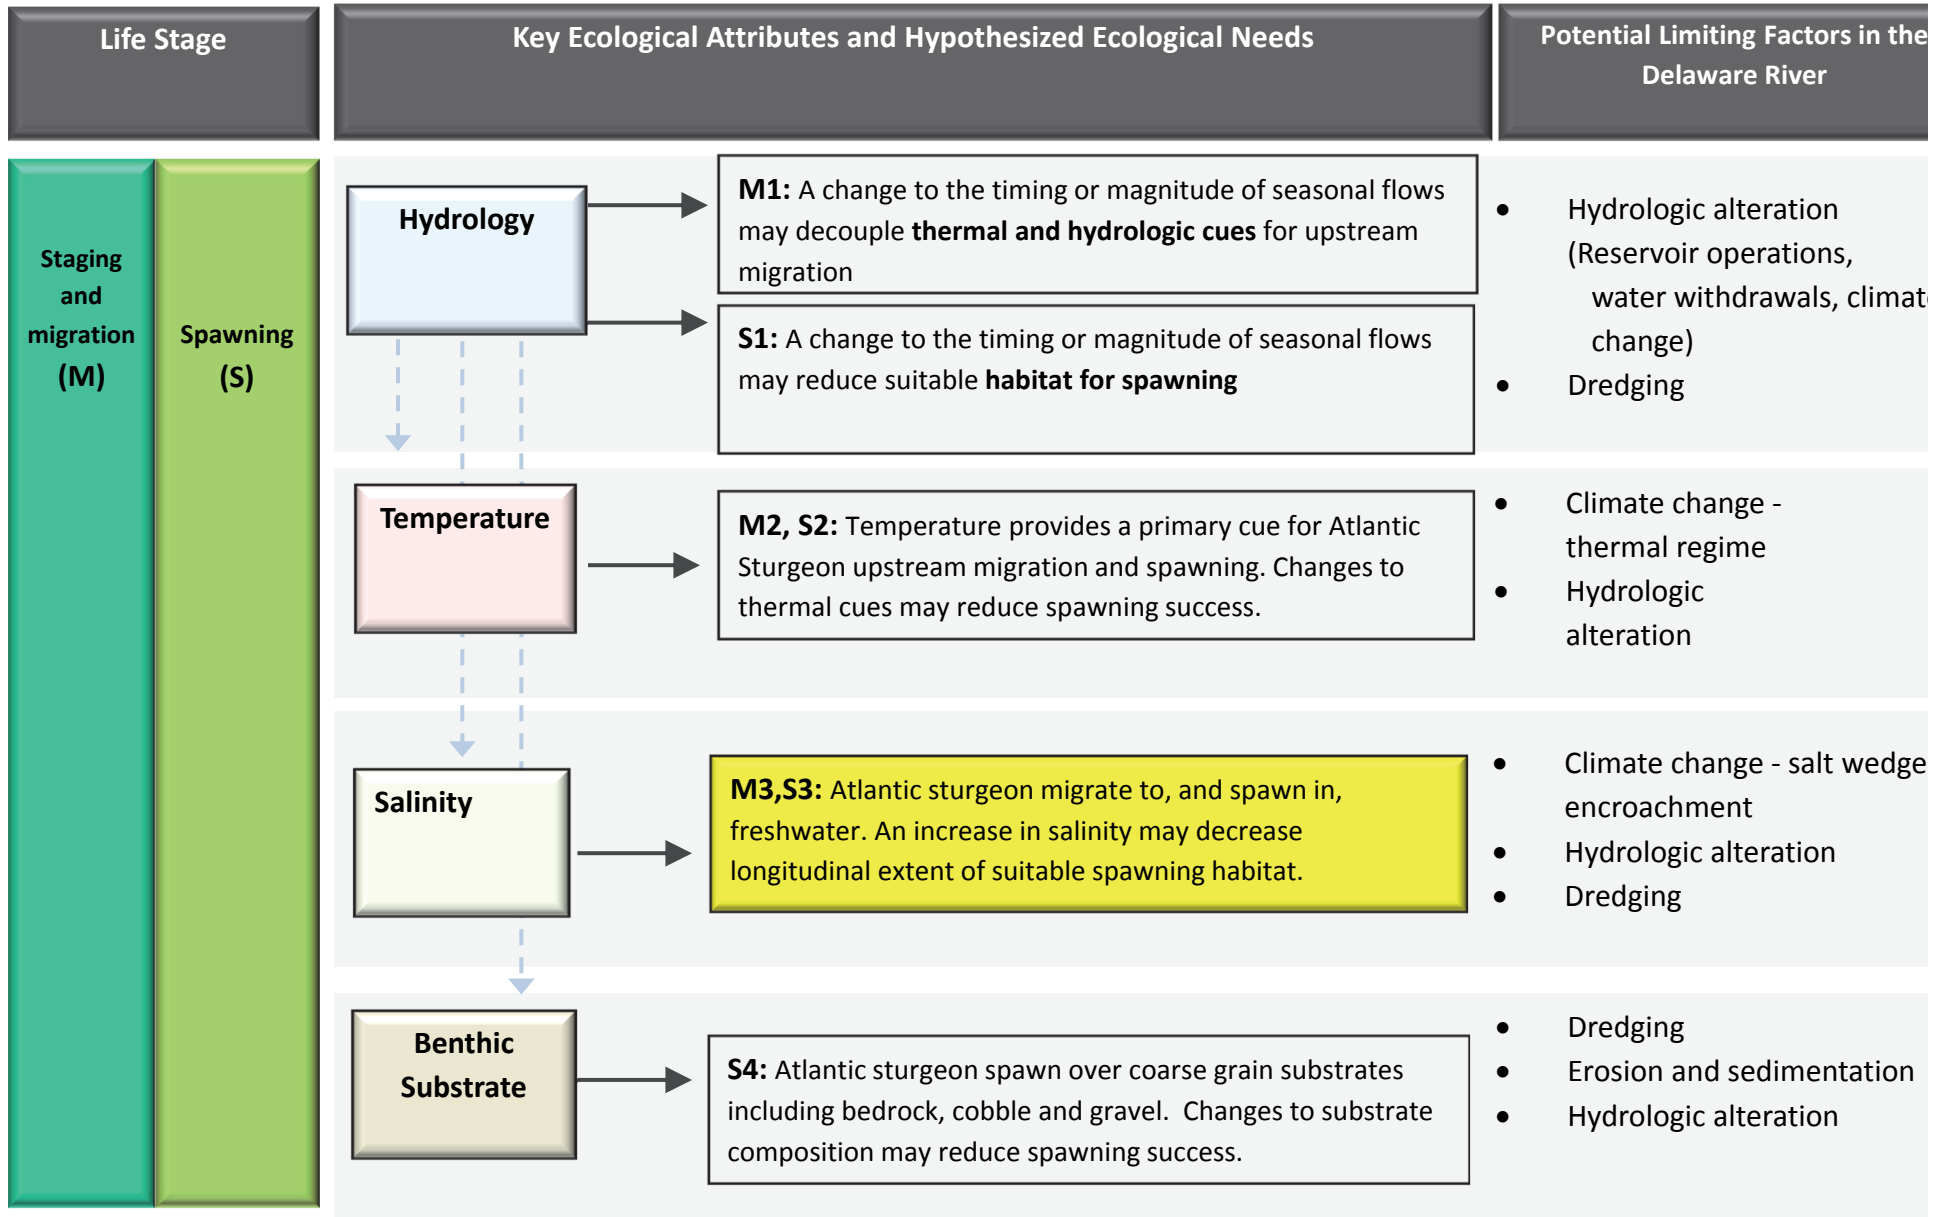 Life Stage
Key Ecological Attributes and Hypothesized Ecological Needs
Potential Limiting Factors in the
Delaware River
Staging
and
migration
(M)
Spawning
(S)
Hydrology
M1: A change to the timing or magnitude of seasonal flows
may decouple thermal and hydrologic cues for upstream
migration
S1: A change to the timing or magnitude of seasonal flows
may reduce suitable habitat for spawning
• Hydrologic alteration
(Reservoir operations,
water withdrawals, climate
change)
• Dredging
Temperature
M2, S2: Temperature provides a primary cue for Atlantic
Sturgeon upstream migration and spawning. Changes to
thermal cues may reduce spawning success.
• Climate change -
thermal regime
• Hydrologic
alteration
Salinity
M3,S3: Atlantic sturgeon migrate to, and spawn in,
freshwater. An increase in salinity may decrease
longitudinal extent of suitable spawning habitat.
• Climate change - salt wedge
encroachment
• Hydrologic alteration
• Dredging
Benthic
Substrate
S4: Atlantic sturgeon spawn over coarse grain substrates
including bedrock, cobble and gravel. Changes to substrate
composition may reduce spawning success.
• Dredging
• Erosion and sedimentation
• Hydrologic alteration